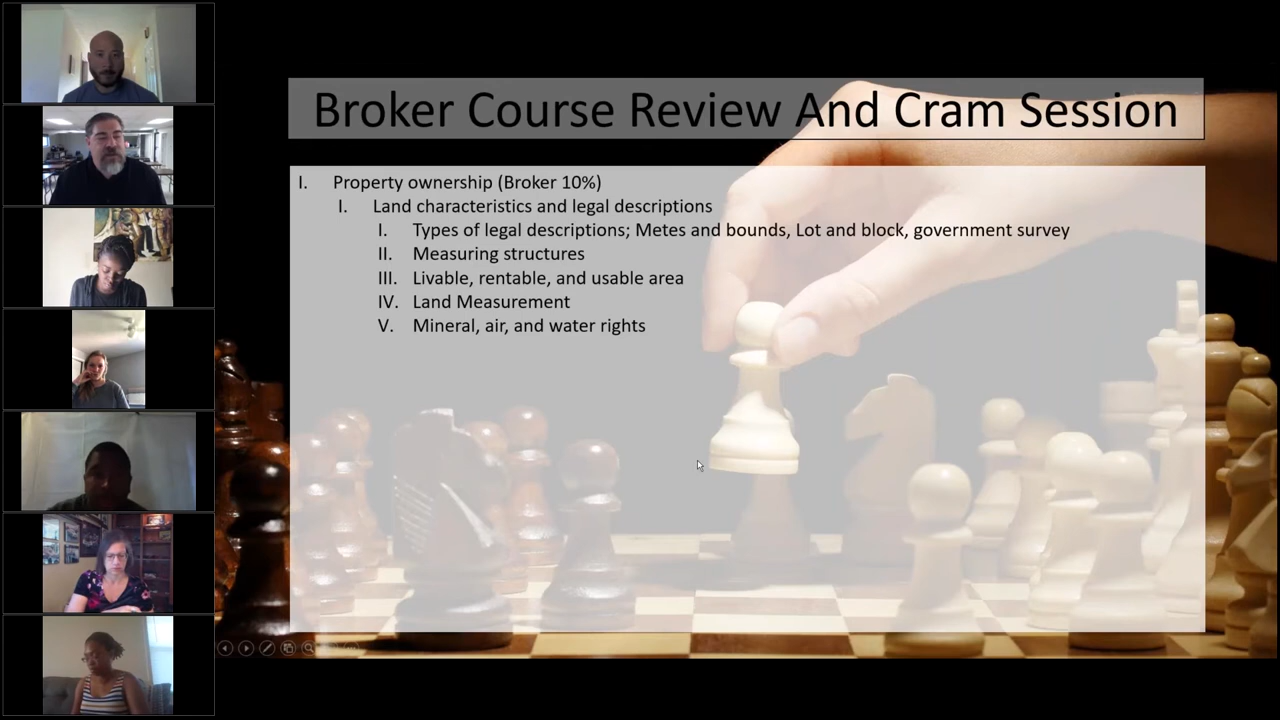 Broker Course Review And Cram Session
I. Property ownership (Broker 10%)
I. Land characteristics and legal descriptions
I. Types of legal descriptions; Metes and bounds, Lot and block, government survey
II. Measuring structures
III. Livable, rentable, and usable area
IV. Land Measurement
V. Mineral, air, and water rights